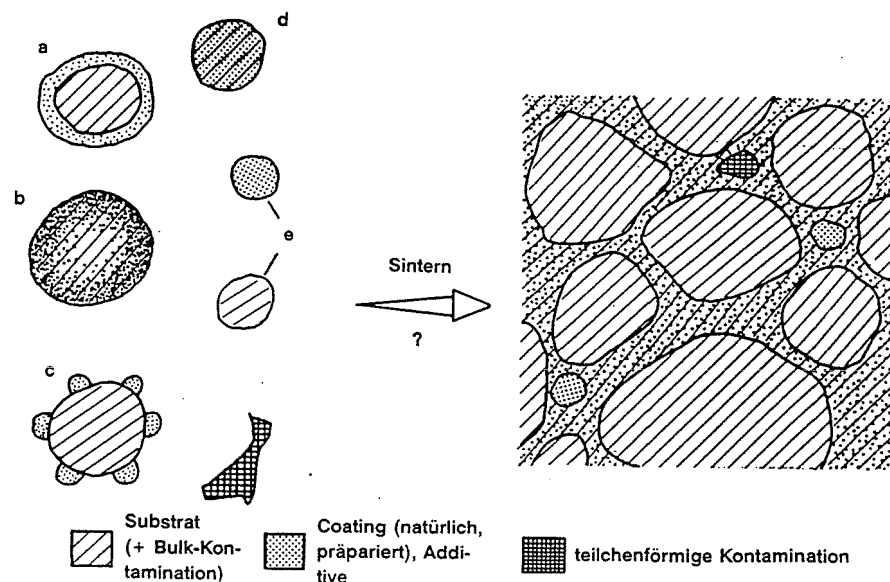 a
d
b
e
Sintern
?
c
Substrat
(+ Bulk-Kon-
tamination)
Coating (natürlich,
präpariert), Addi-
tive
teilchenförmige Kontamination